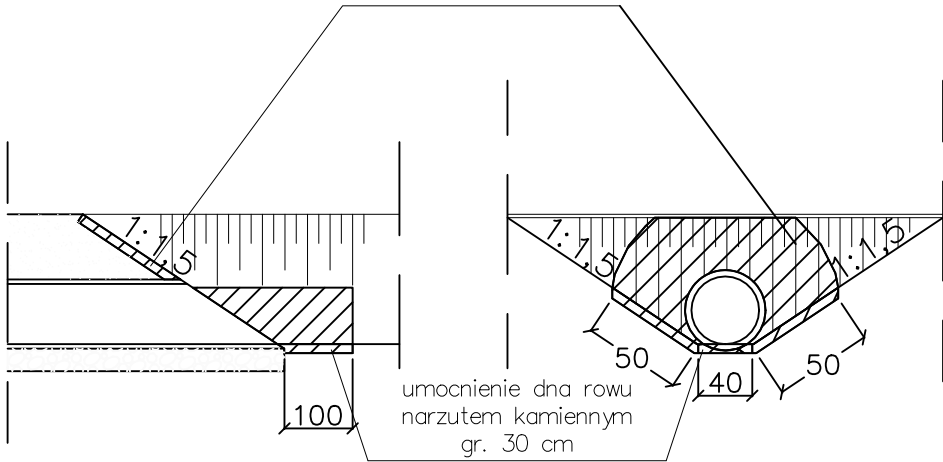 1:1,5
1:1,5
1:1,5
50
50
40
100
umocnienie dna rowu
narzutem kamiennym
gr. 30 cm